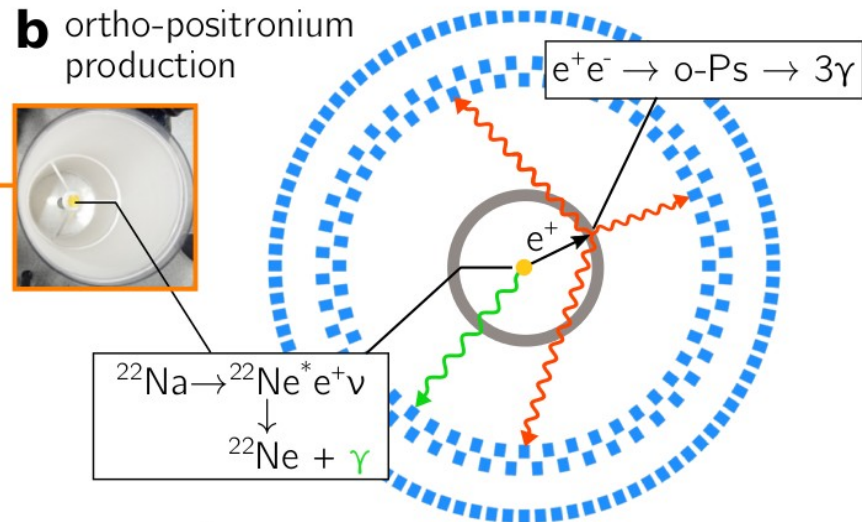 b ortho-positronium
production
e⁺e⁻ → o-Ps → 3γ
e⁺
²²Na→²²Ne*e⁺ν
↓
²²Ne + γ